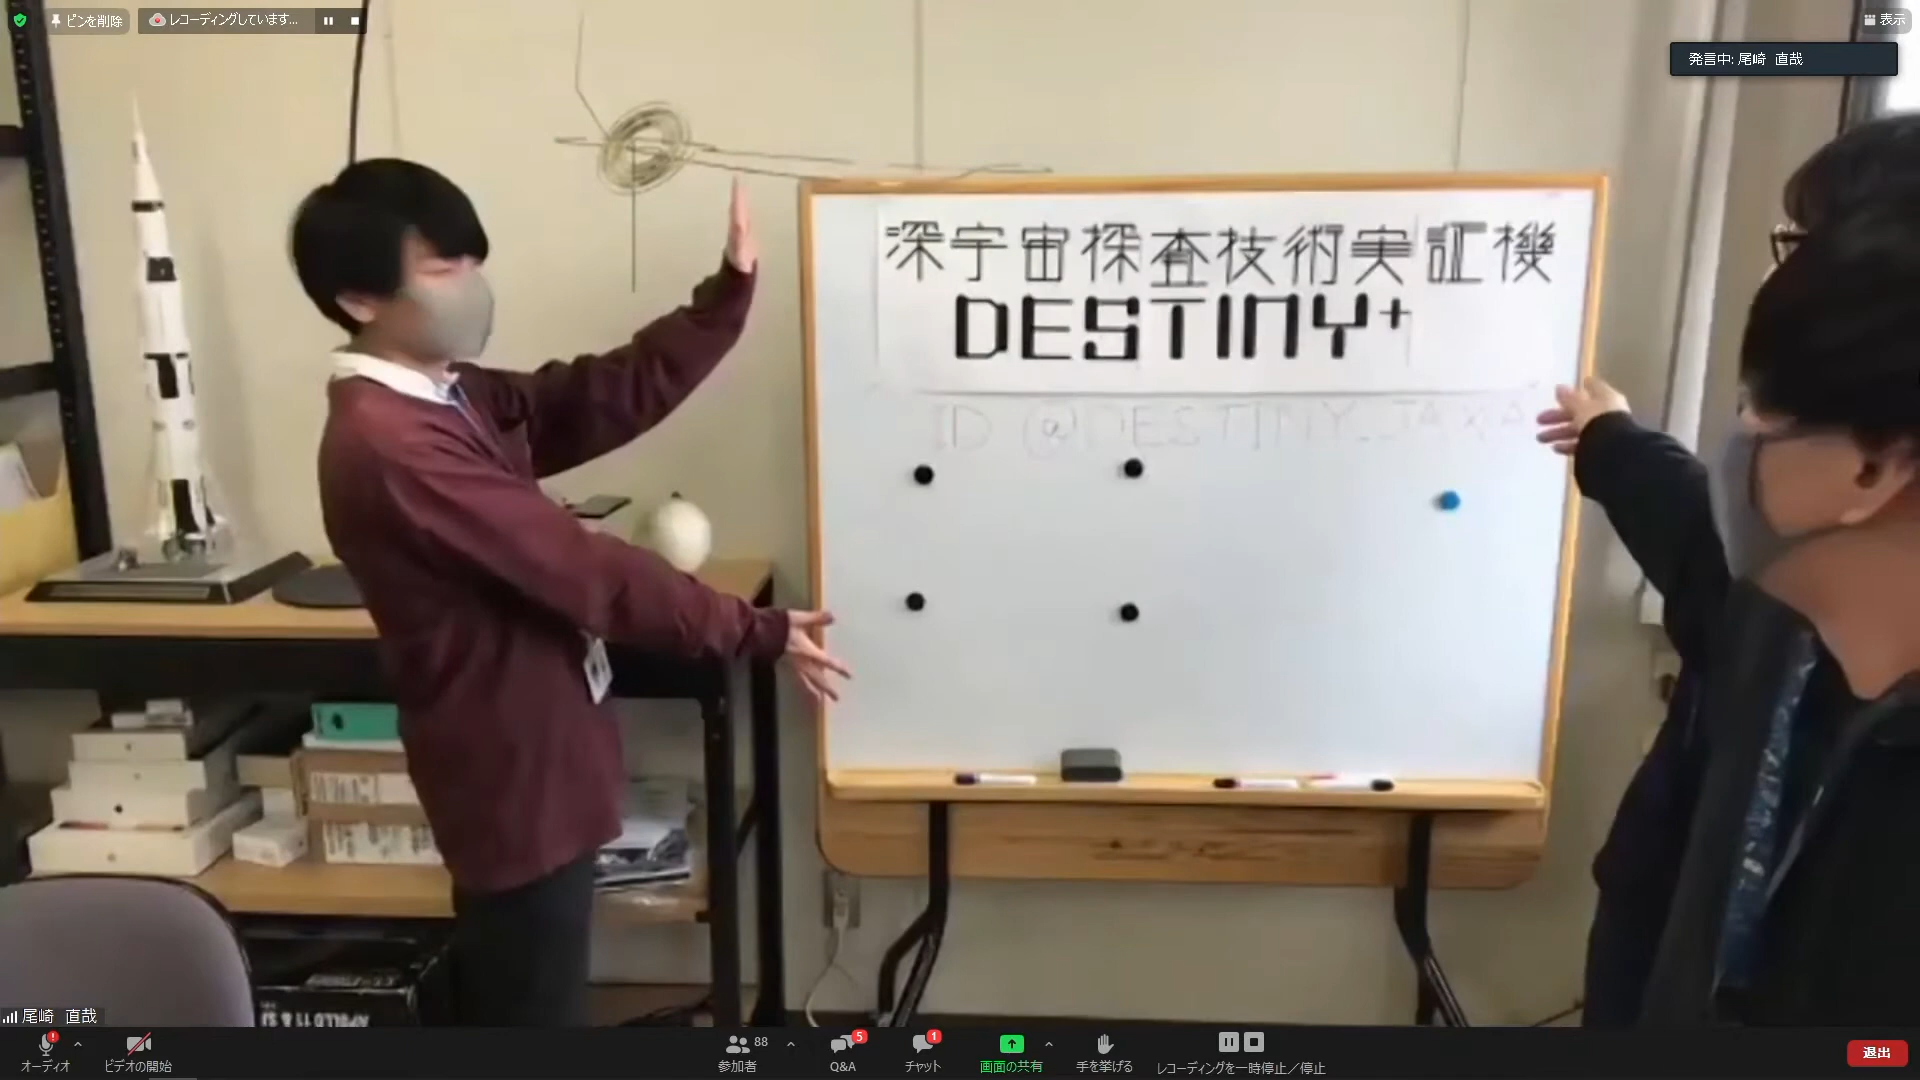 ピンを削除
レコーディングしています...
表示
発言中: 尾崎 直哉
深宇宙探査技術実証機
DESTINY+
ID @DESTINY_JAXA
尾崎 直哉
オーディオ
ビデオの開始
88
参加者
5
Q&A
1
チャット
画面の共有
手を挙げる
レコーディングを一時停止/停止
退出